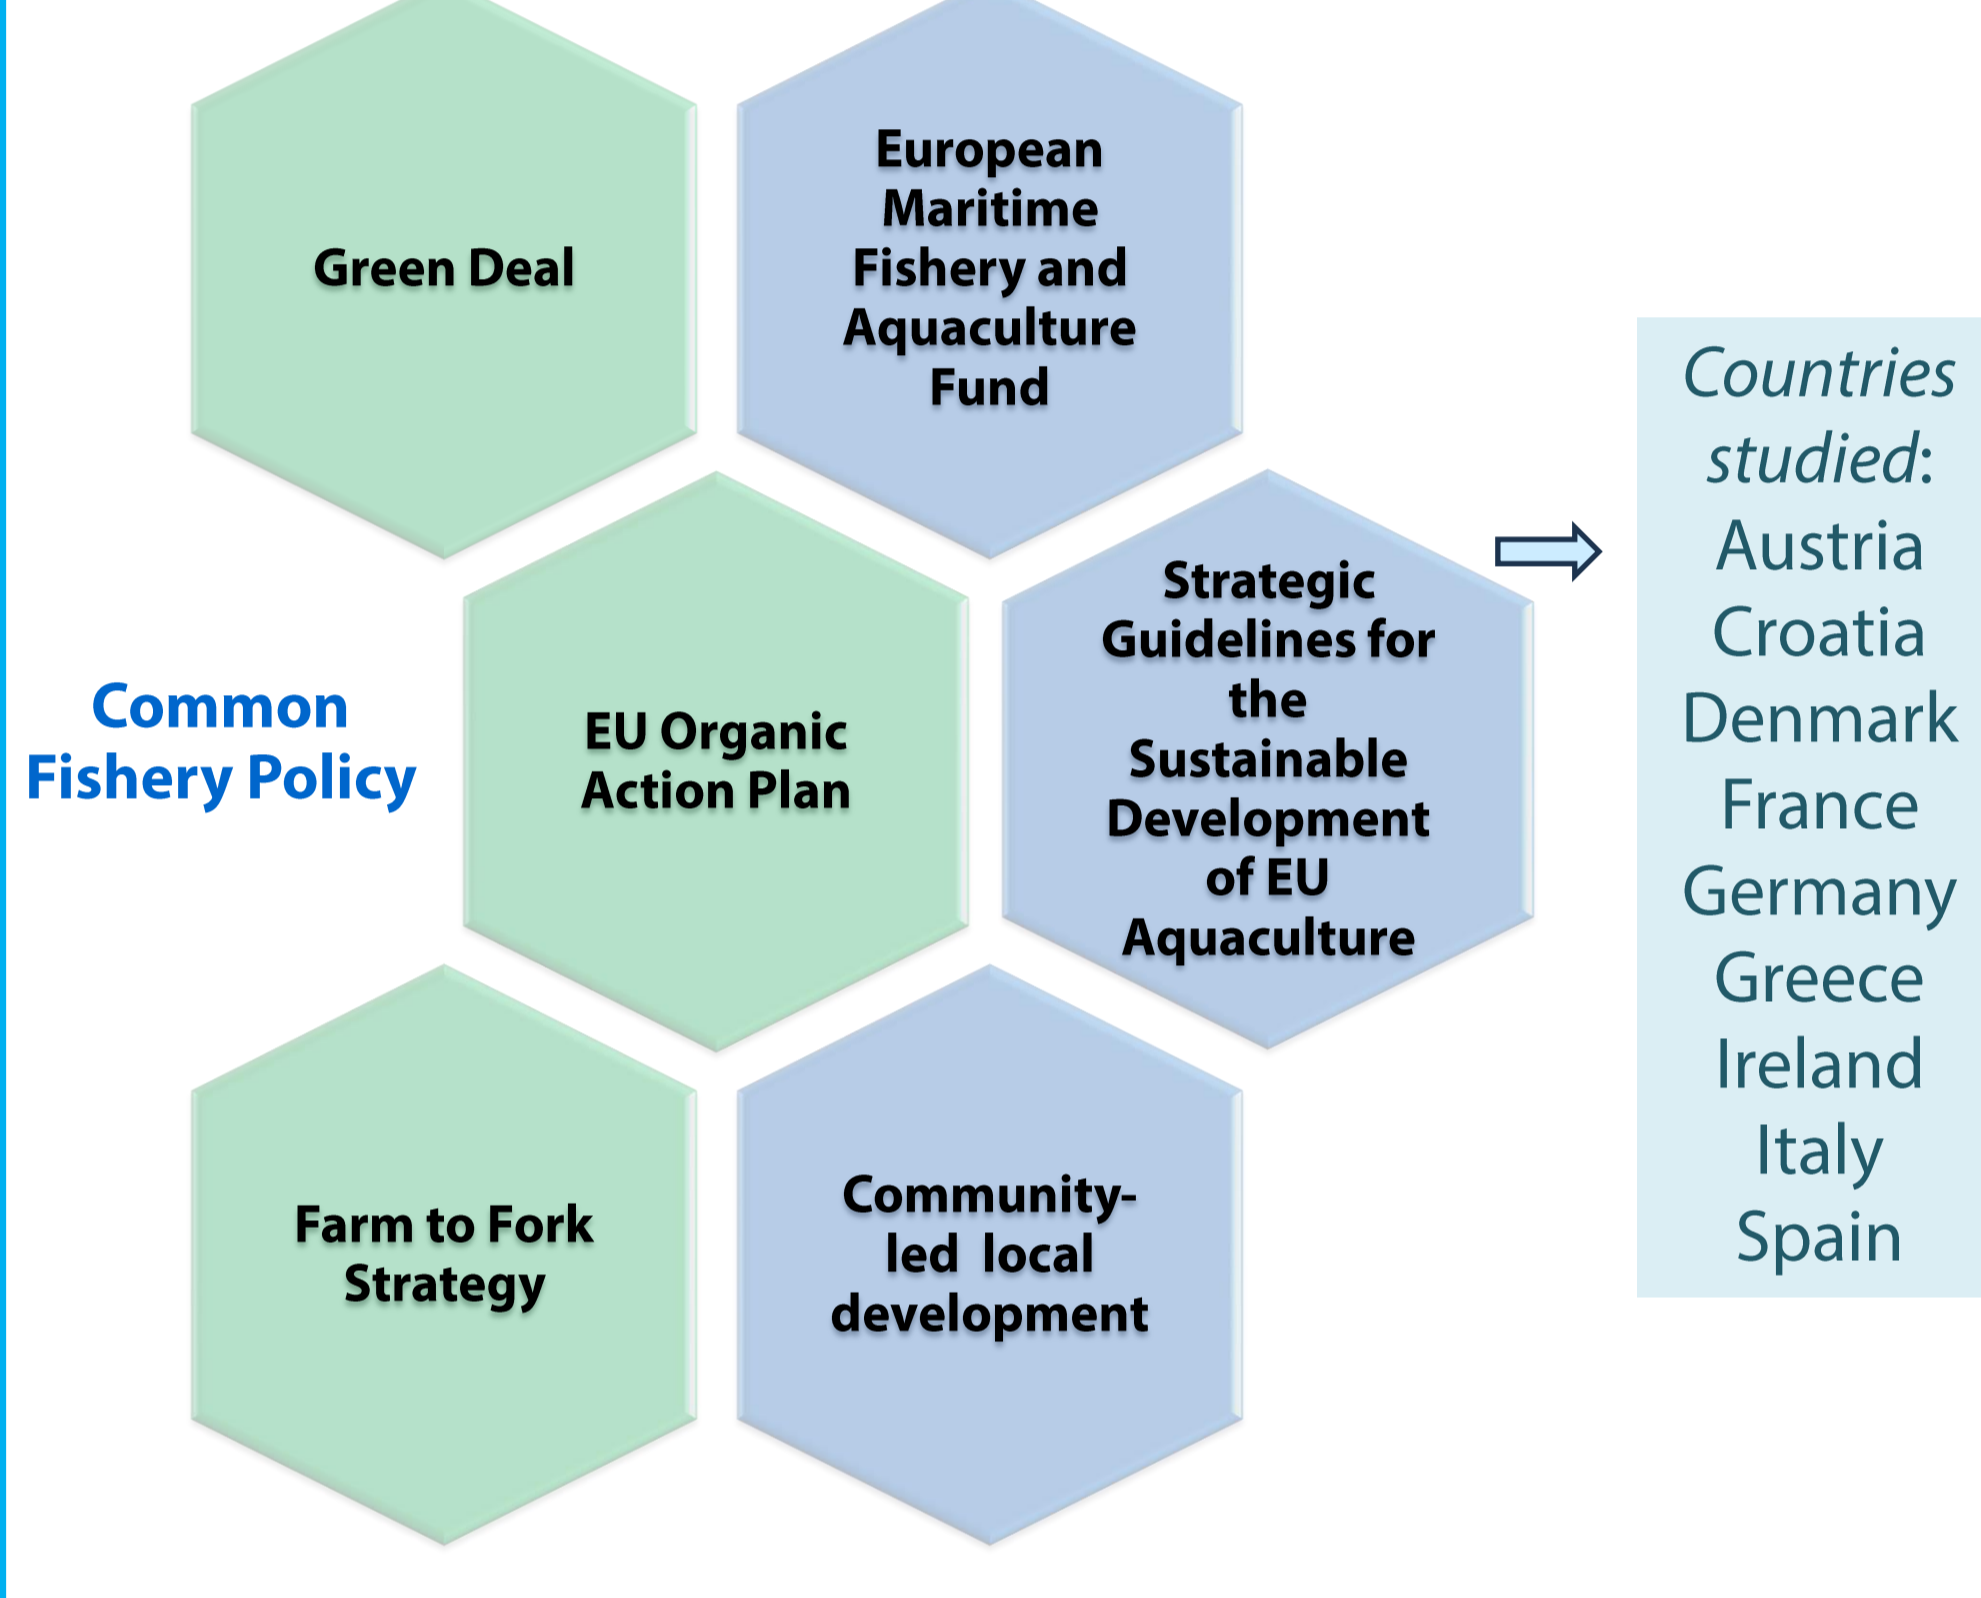 Green Deal
European
Maritime
Fishery and
Aquaculture
Fund
Common
Fishery Policy
EU Organic
Action Plan
Strategic
Guidelines for
the
Sustainable
Development
of EU
Aquaculture
Farm to Fork
Strategy
Community-
led  local
development
Countries
studied:
Austria
Croatia
Denmark
France
Germany
Greece
Ireland
Italy
Spain